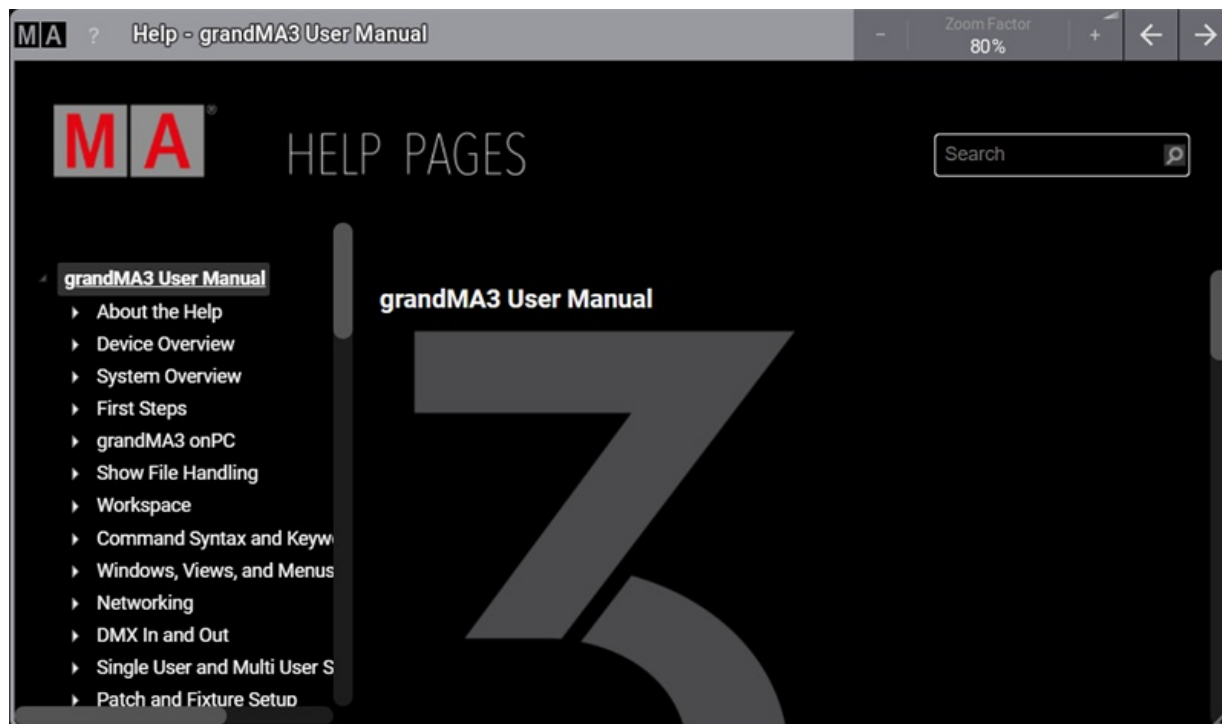 MA ? Help - grandMA3 User Manual - Zoom Factor + ← →
80%
MA® HELP PAGES
Search
grandMA3 User Manual
About the Help
Device Overview
System Overview
First Steps
grandMA3 onPC
Show File Handling
Workspace
Command Syntax and Keyw
Windows, Views, and Menus
Networking
DMX In and Out
Single User and Multi User S
Patch and Fixture Setup
grandMA3 User Manual
3